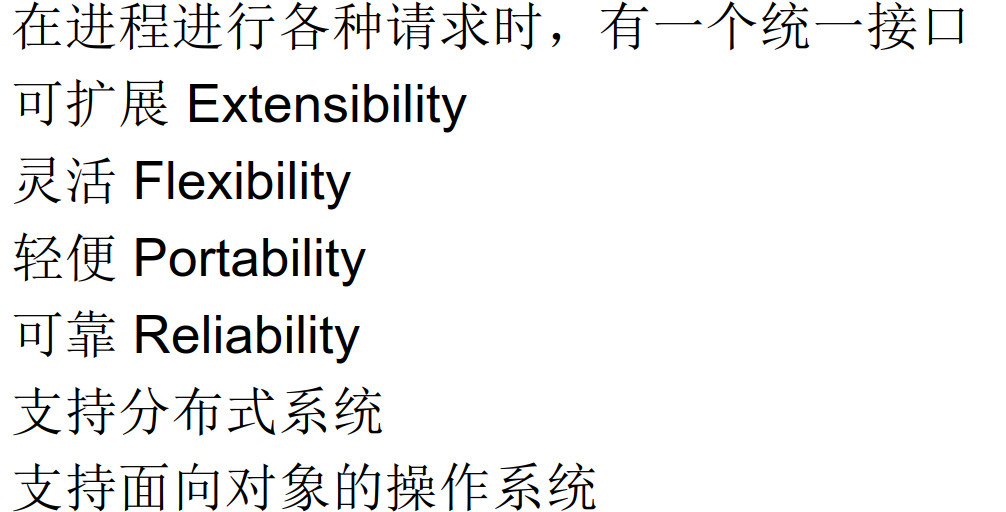 在进程进行各种请求时，有一个统一接口
可扩展 Extensibility
灵活 Flexibility
轻便 Portability
可靠 Reliability
支持分布式系统
支持面向对象的操作系统